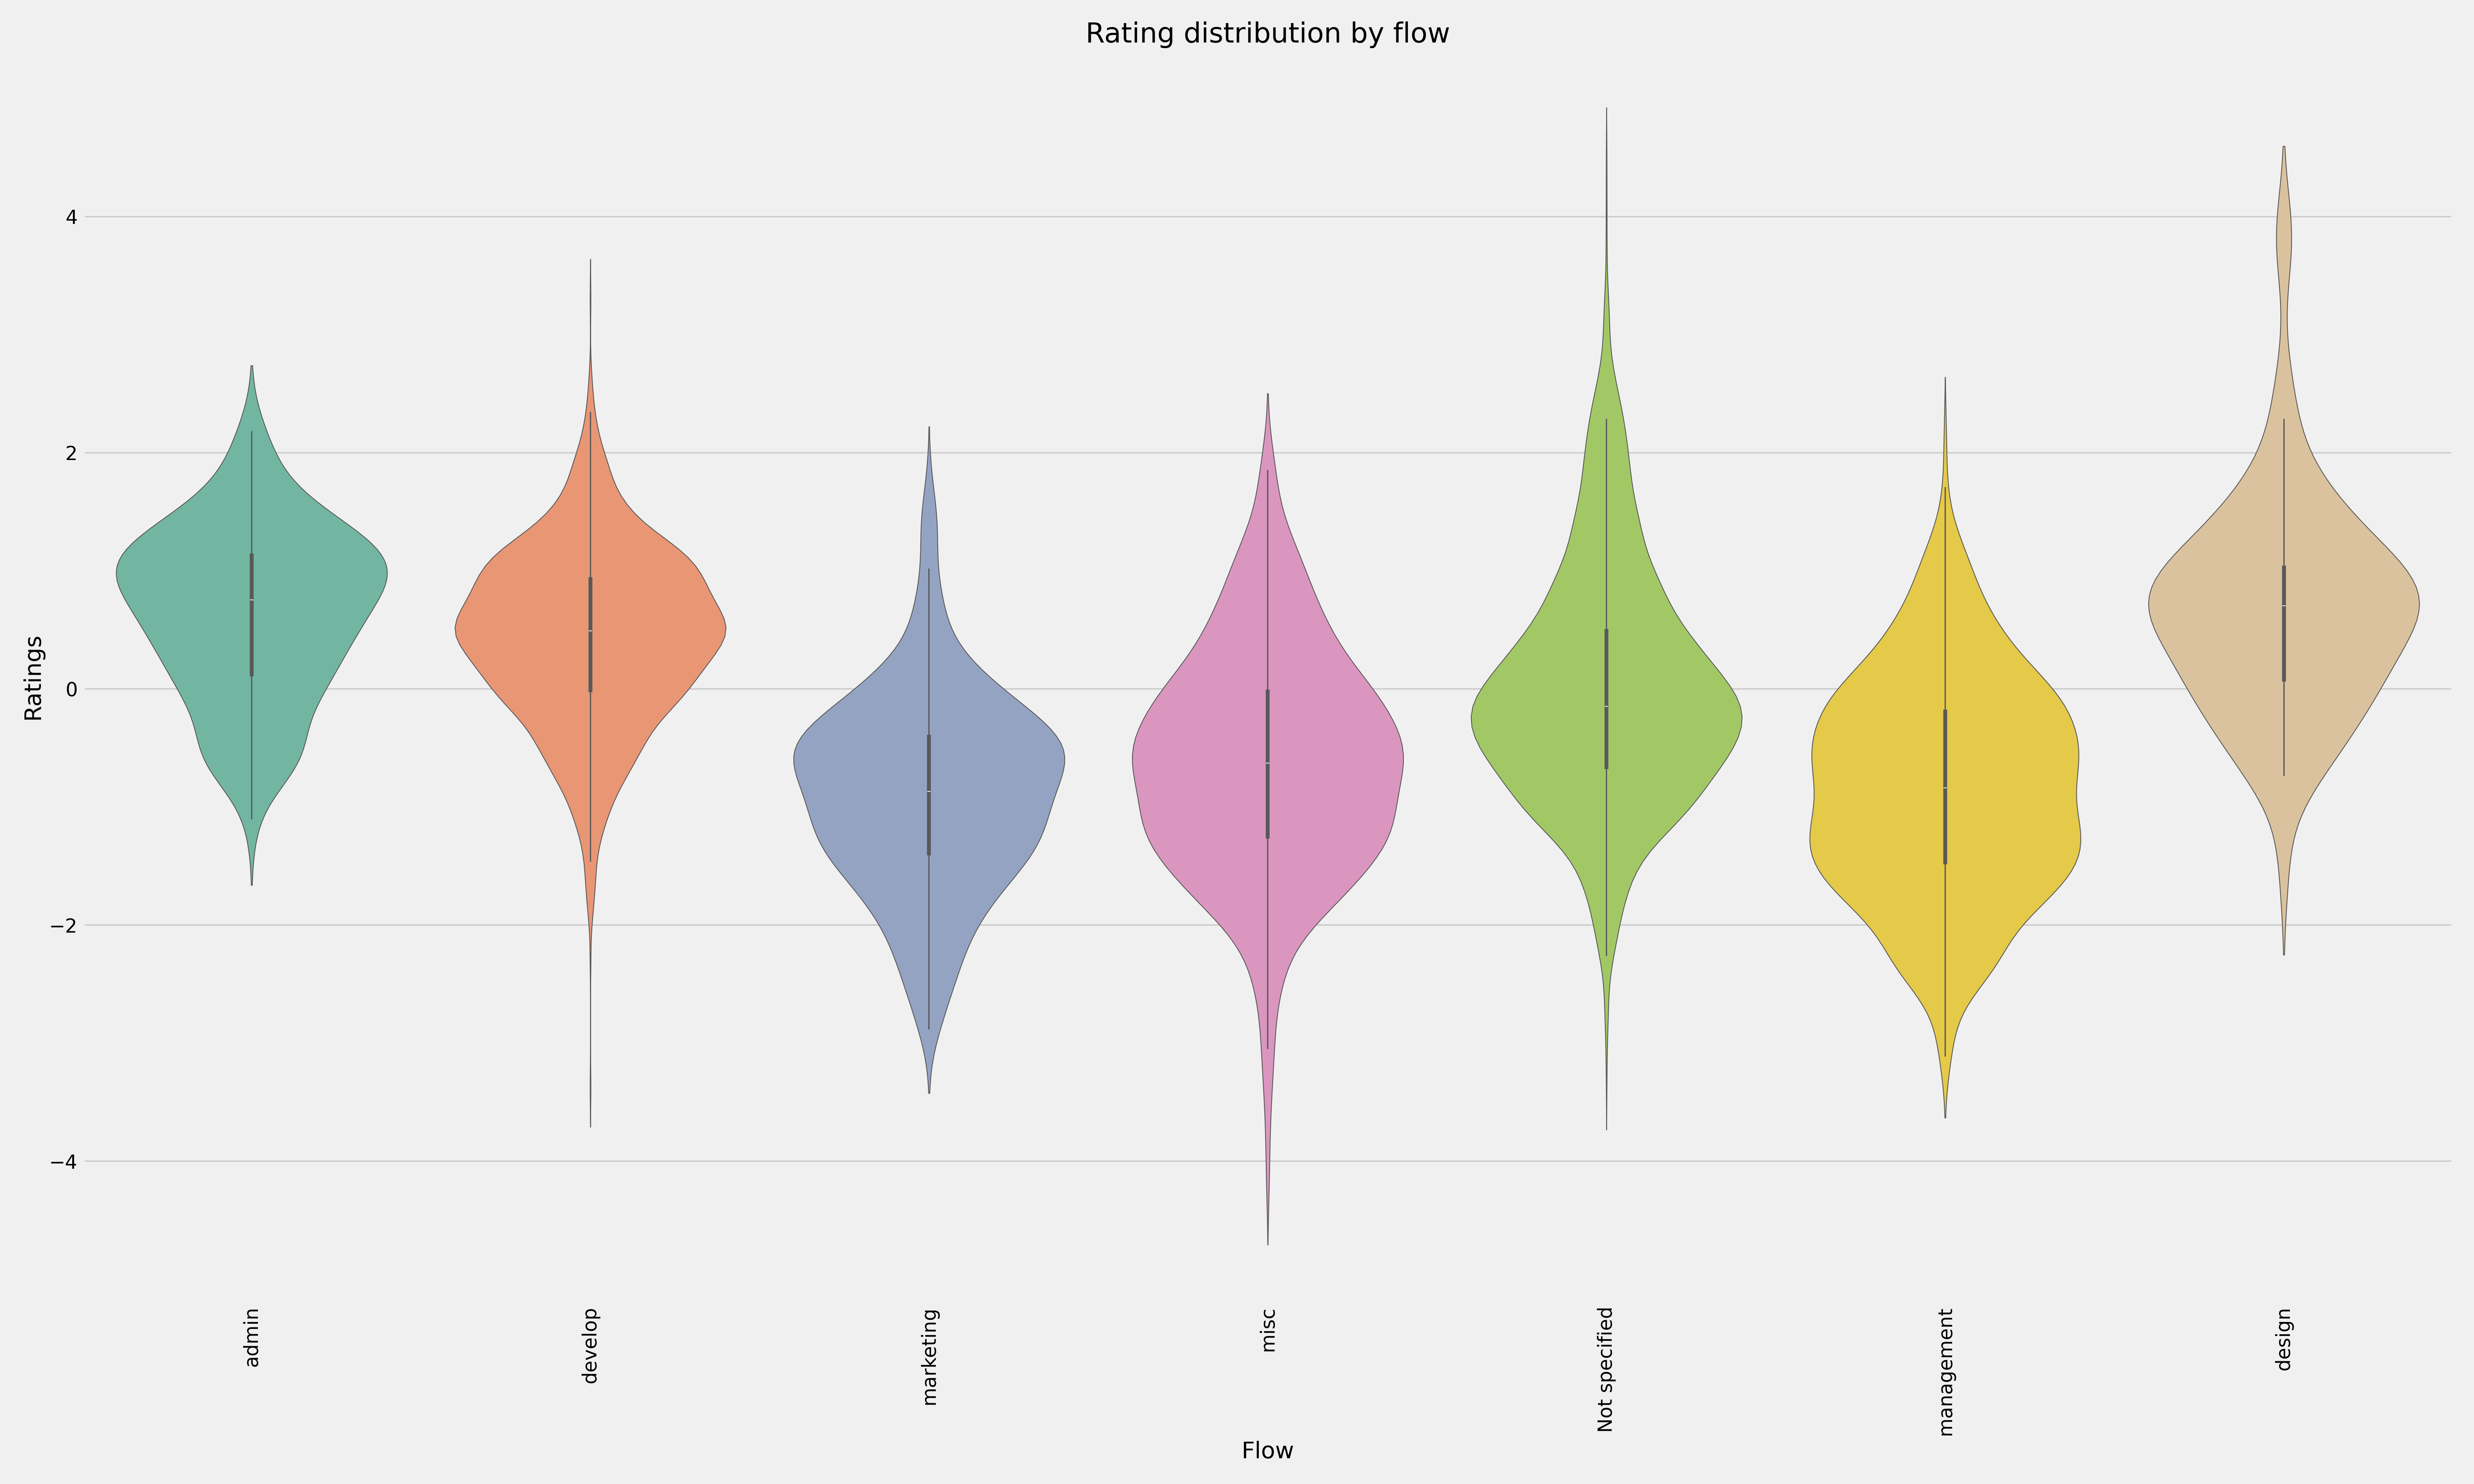 Rating distribution by flow
Ratings
4
2
0
−2
−4
admin
develop
marketing
misc
Not specified
management
design
Flow